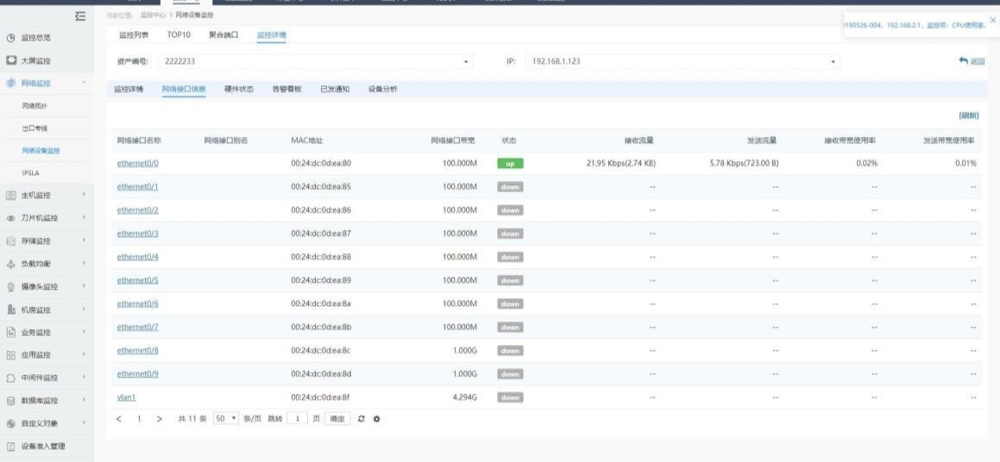 当前位置: 监控中心 > 网络设备监控
190526-004, 192.168.2.1, 监控项: CPU使用率,
监控总览
大屏监控
网络监控
网络拓扑
出口专线
网络设备监控
IPSLA
主机监控
刀片机监控
存储监控
负载均衡
摄像头监控
机房监控
业务监控
应用监控
中间件监控
数据库监控
自定义对象
设备准入管理
监控列表 TOP10 聚合端口 监控详情
资产编号: 2222233 IP: 192.168.1.123 返回
监控详情 网络接口信息 硬件状态 告警看板 已发通知 设备分析
[刷新]
网络接口名称 网络接口别名 MAC地址 网络接口带宽 状态 接收流量 发送流量 接收带宽使用率 发送带宽使用率
ethernet0/0 00:24:dc:0d:ea:80 100.000M up 21.95 Kbps(2.74 KB) 5.78 Kbps(723.00 B) 0.02% 0.01%
ethernet0/1 00:24:dc:0d:ea:85 100.000M down -- -- -- --
ethernet0/2 00:24:dc:0d:ea:86 100.000M down -- -- -- --
ethernet0/3 00:24:dc:0d:ea:87 100.000M down -- -- -- --
ethernet0/4 00:24:dc:0d:ea:88 100.000M down -- -- -- --
ethernet0/5 00:24:dc:0d:ea:89 100.000M down -- -- -- --
ethernet0/6 00:24:dc:0d:ea:8a 100.000M down -- -- -- --
ethernet0/7 00:24:dc:0d:ea:8b 100.000M down -- -- -- --
ethernet0/8 00:24:dc:0d:ea:8c 1.000G down -- -- -- --
ethernet0/9 00:24:dc:0d:ea:8d 1.000G down -- -- -- --
vlan1 00:24:dc:0d:ea:8f 4.294G down -- -- -- --
< 1 > 共 11 条 50 条/页 跳转 1 页 确定